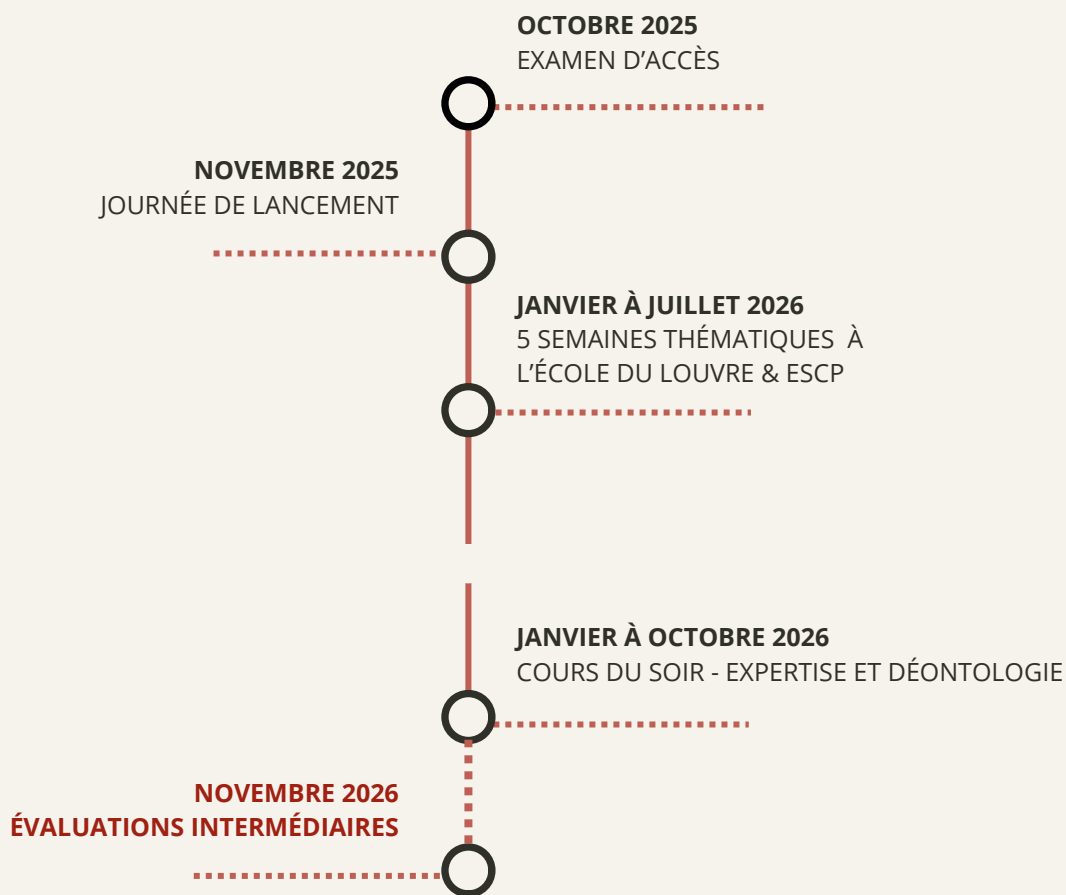 OCTOBRE 2025
EXAMEN D’ACCÈS
NOVEMBRE 2025
JOURNÉE DE LANCEMENT
JANVIER À JUILLET 2026
5 SEMAINES THÉMATIQUES À
L’ÉCOLE DU LOUVRE & ESCP
JANVIER À OCTOBRE 2026
COURS DU SOIR - EXPERTISE ET DÉONTOLOGIE
NOVEMBRE 2026
ÉVALUATIONS INTERMÉDIAIRES